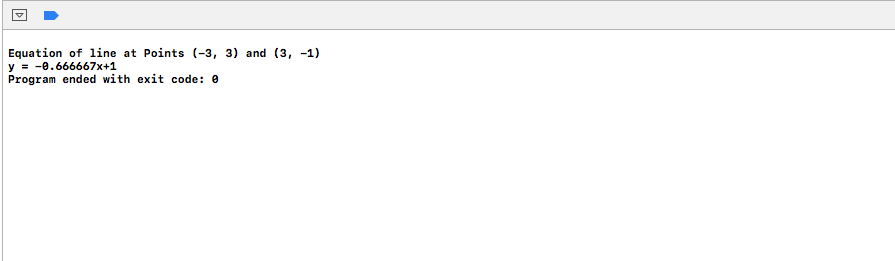 Equation of line at Points (-3, 3) and (3, -1)
y = -0.666667x+1
Program ended with exit code: 0